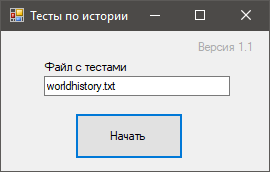 Тесты по истории
Версия 1.1
Файл с тестами
worldhistory.txt
Начать